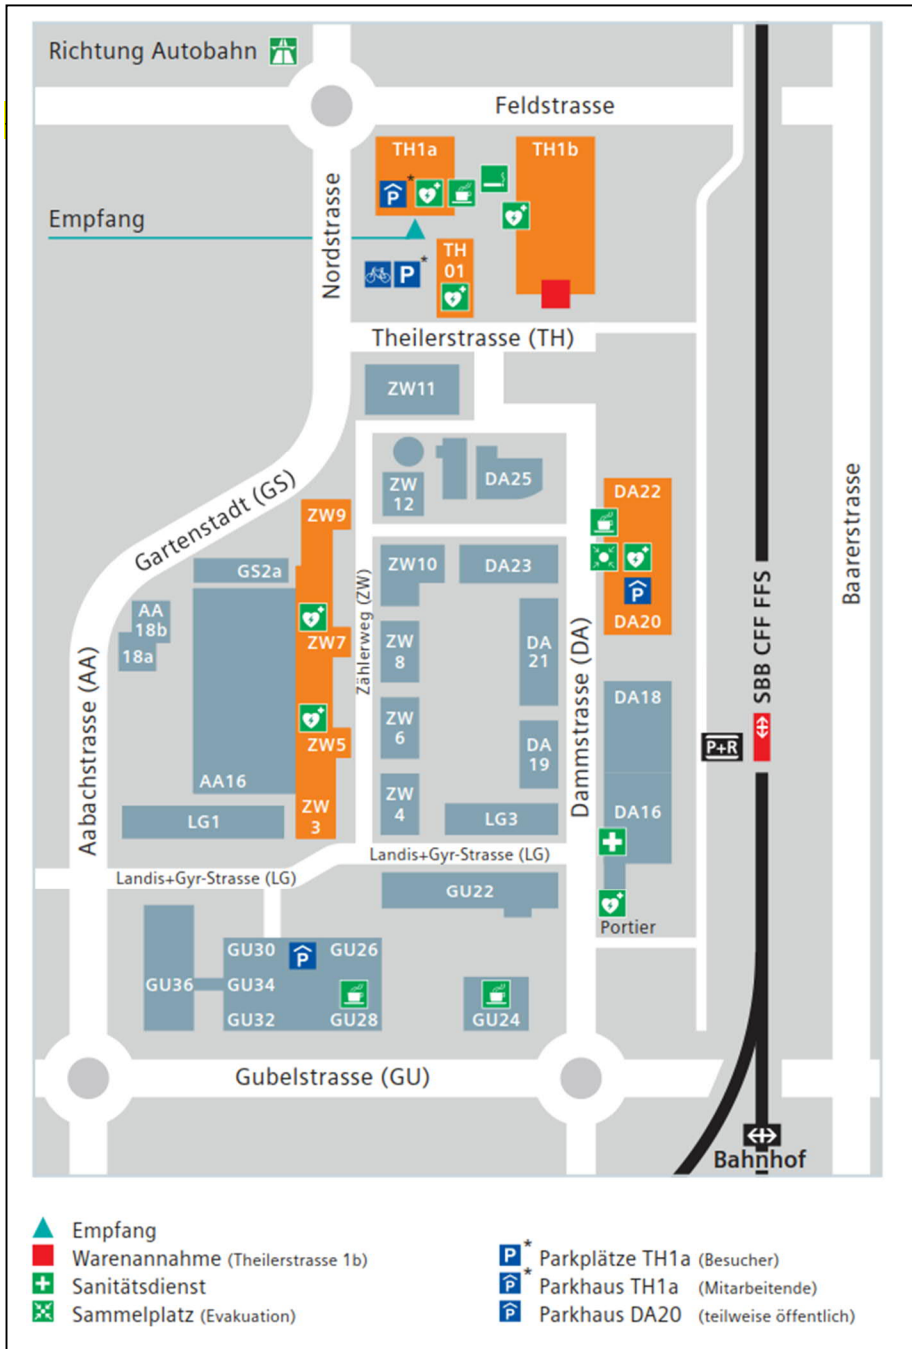 Richtung Autobahn
Feldstrasse
TH1a
TH1b
P *
Empfang
Nordstrasse
TH
01
P *
Theilerstrasse (TH)
ZW11
Gartenstadt (GS)
ZW
12
DA25
DA22
ZW9
GS2a
ZW10
DA23
P
DA20
Baarerstrasse
AA
18b
18a
ZW7
Zählerweg (ZW)
ZW
8
DA
21
Dammstrasse (DA)
SBB CFF FFS
DA18
Aabachstrasse (AA)
ZW
6
DA
19
P+R
ZW5
AA16
ZW
3
ZW
4
DA16
LG1
LG3
Landis+Gyr-Strasse (LG)
Landis+Gyr-Strasse (LG)
GU22
Portier
GU30
P
GU26
GU36
GU34
GU32
GU28
GU24
Gubelstrasse (GU)
Bahnhof
Empfang
Warenannahme (Theilerstrasse 1b)
Sanitätsdienst
Sammelplatz (Evakuation)
P * Parkplätze TH1a (Besucher)
P * Parkhaus TH1a (Mitarbeitende)
P Parkhaus DA20 (teilweise öffentlich)